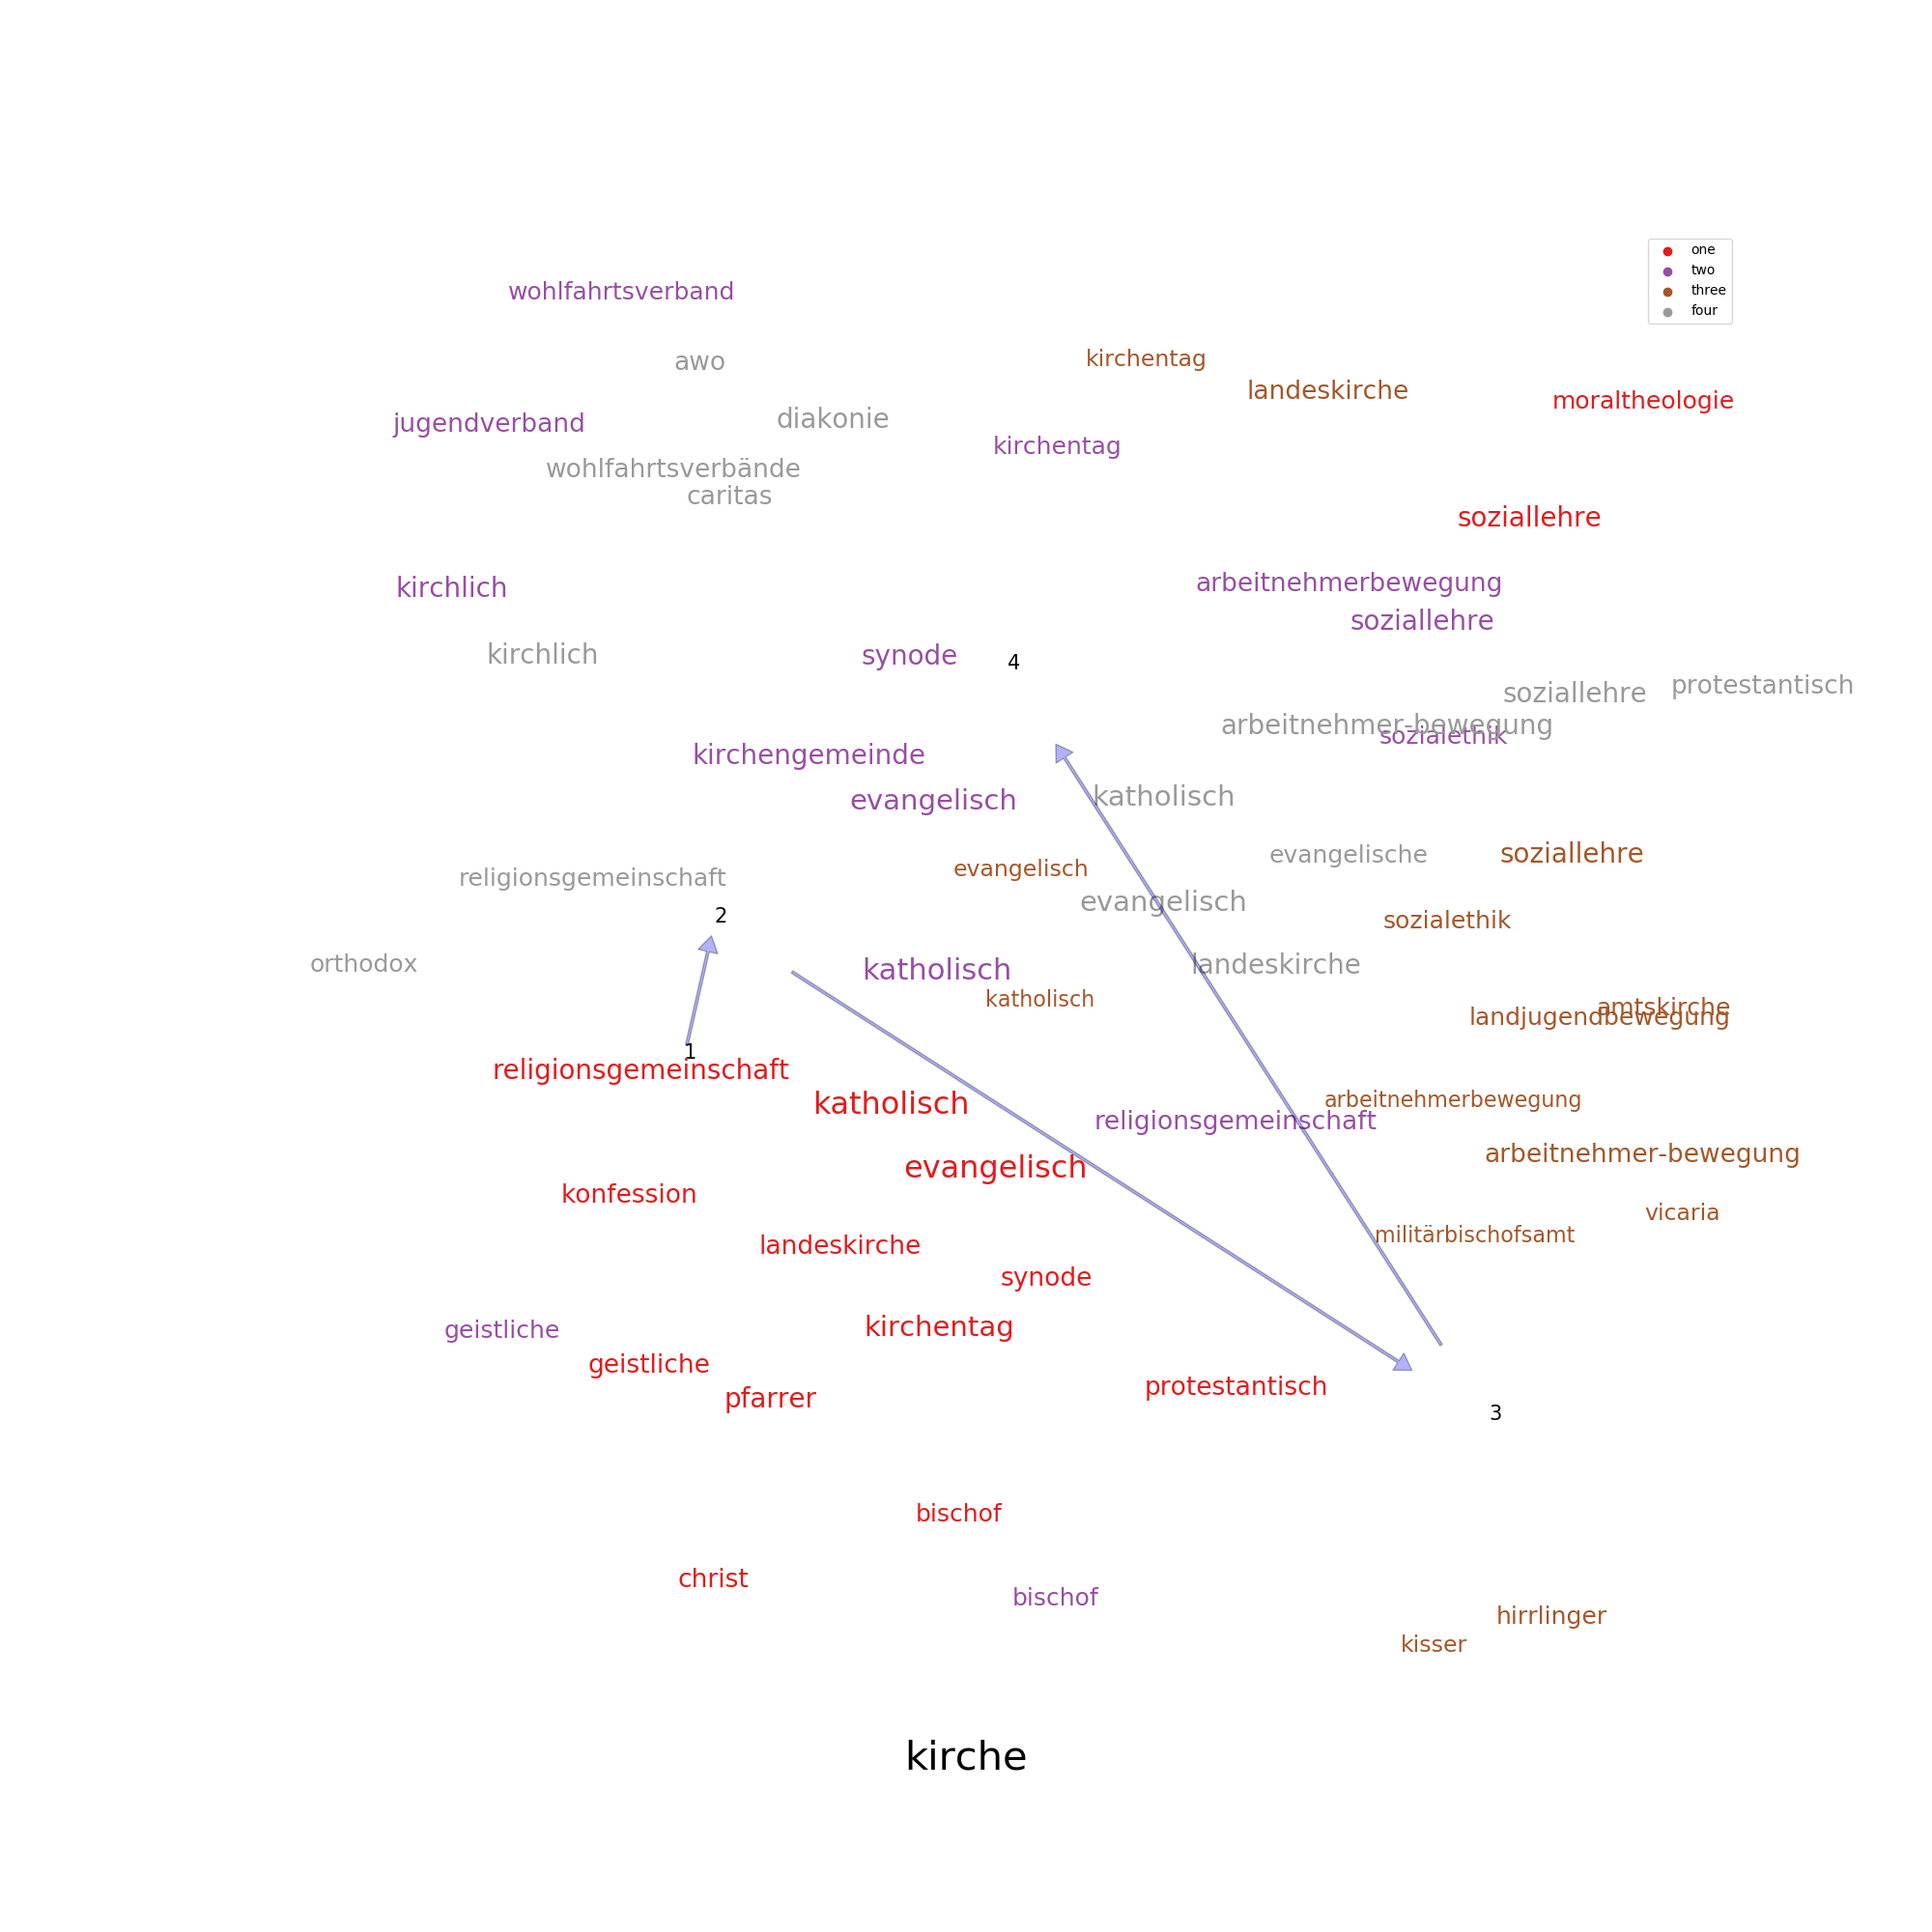 one
two
three
four
wohlfahrtsverband
awo
kirchentag
landeskirche
moraltheologie
jugendverband
diakonie
kirchentag
wohlfahrtsverbände
caritas
soziallehre
kirchlich
arbeitnehmerbewegung
soziallehre
kirchlich
synode
4
soziallehre
protestantisch
arbeitnehmer-bewegung
sozialethik
kirchengemeinde
evangelisch
katholisch
evangelische
soziallehre
evangelisch
religionsgemeinschaft
evangelisch
2
sozialethik
orthodox
katholisch
landeskirche
katholisch
amtskirche
landjugendbewegung
1
religionsgemeinschaft
katholisch
arbeitnehmerbewegung
religionsgemeinschaft
arbeitnehmer-bewegung
evangelisch
konfession
vicaria
militärbischofsamt
landeskirche
synode
geistliche
kirchentag
geistliche
pfarrer
protestantisch
3
bischof
christ
bischof
hirrlinger
kisser
kirche